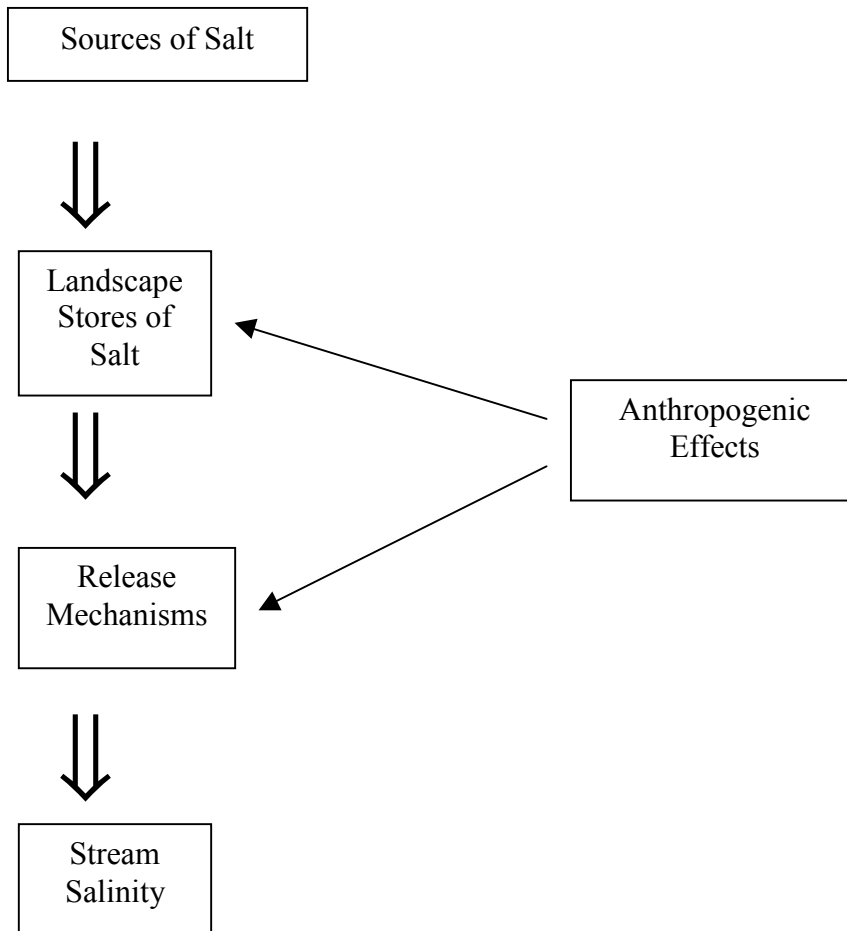 Sources of Salt
Landscape
Stores of
Salt
Anthropogenic
Effects
Release
Mechanisms
Stream
Salinity